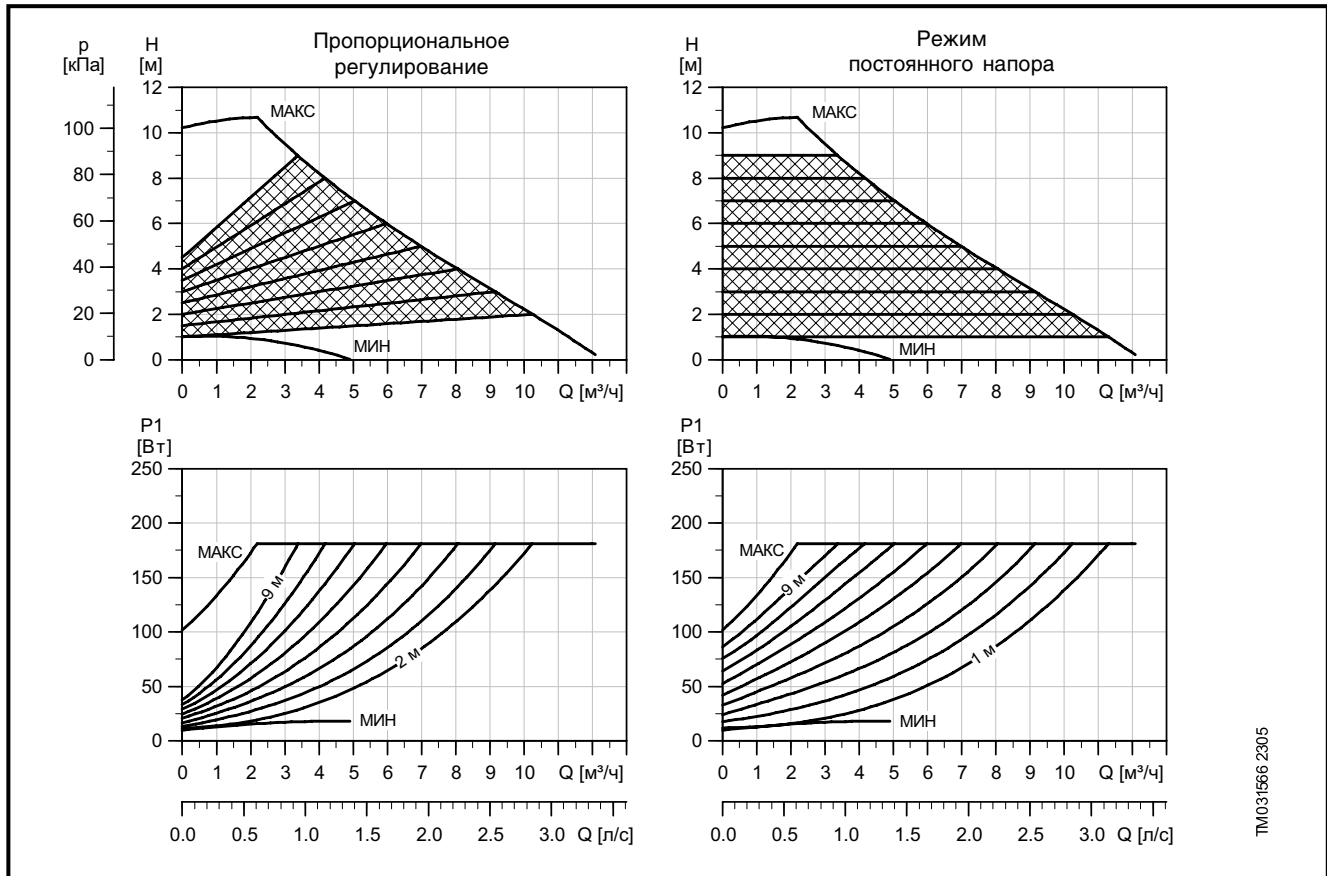 p
[кПа]
H
[м]
Пропорциональное
регулирование
12
10
8
6
4
2
0
100
80
60
40
20
0
МАКС
МИН
0 1 2 3 4 5 6 7 8 9 10 Q [м³/ч]
H
[м]
Режим
постоянного напора
12
10
8
6
4
2
0
МАКС
МИН
0 1 2 3 4 5 6 7 8 9 10 Q [м³/ч]
P1
[Вт]
250
200
150
100
50
0
МАКС
9 м
2 м
МИН
0 1 2 3 4 5 6 7 8 9 10 Q [м³/ч]
0.0 0.5 1.0 1.5 2.0 2.5 3.0 Q [л/с]
P1
[Вт]
250
200
150
100
50
0
МАКС
9 м
1 м
МИН
0 1 2 3 4 5 6 7 8 9 10 Q [м³/ч]
0.0 0.5 1.0 1.5 2.0 2.5 3.0 Q [л/с]
TM031566 2305